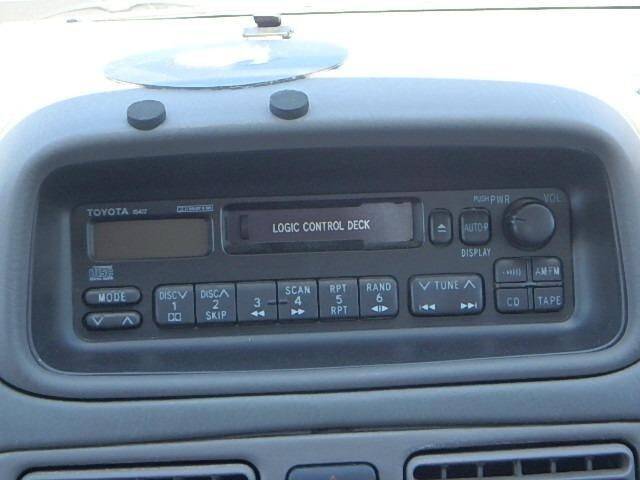 TOYOTA
LOGIC CONTROL DECK
PUSH PWR VOL
AUTO·P
DISPLAY
MODE
DISC DISC SCAN RPT RAND
1 2 3 4 5 6
SKIP RPT
TUNE
AM FM
CD TAPE